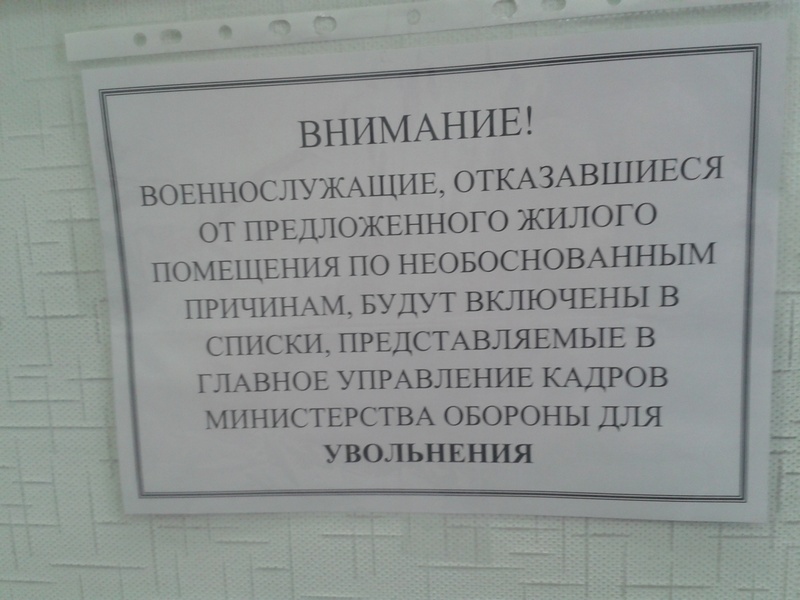 ВНИМАНИЕ!
ВОЕННОСЛУЖАЩИЕ, ОТКАЗАВШИЕСЯ
ОТ ПРЕДЛОЖЕННОГО ЖИЛОГО
ПОМЕЩЕНИЯ ПО НЕОБОСНОВАННЫМ
ПРИЧИНАМ, БУДУТ ВКЛЮЧЕНЫ В
СПИСКИ, ПРЕДСТАВЛЯЕМЫЕ В
ГЛАВНОЕ УПРАВЛЕНИЕ КАДРОВ
МИНИСТЕРСТВА ОБОРОНЫ ДЛЯ
УВОЛЬНЕНИЯ